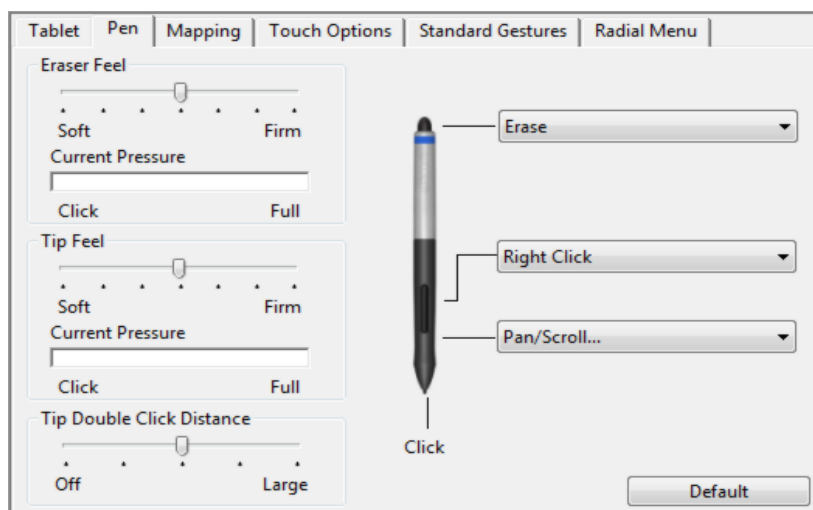 Tablet Pen Mapping Touch Options Standard Gestures Radial Menu
Eraser Feel
Soft Firm
Current Pressure
Click Full
Tip Feel
Soft Firm
Current Pressure
Click Full
Tip Double Click Distance
Off Large
Erase
Right Click
Pan/Scroll...
Click
Default